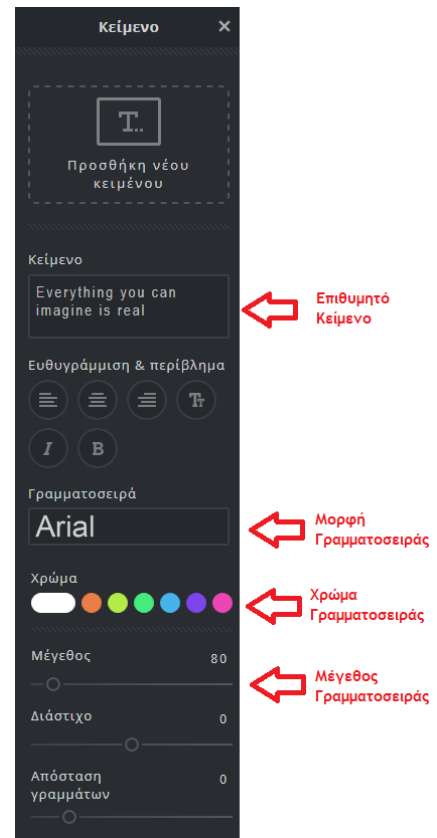 Κείμενο ×
T..
Προσθήκη νέου
κειμένου
Κείμενο
Everything you can
imagine is real
Επιθυμητό
Κείμενο
Ευθυγράμμιση & περίβλημα
TT
I B
Γραμματοσειρά
Arial
Μορφή
Γραμματοσειράς
Χρώμα
Χρώμα
Γραμματοσειράς
Μέγεθος 80
Μέγεθος
Γραμματοσειράς
Διάστιχο 0
Απόσταση
γραμμάτων 0